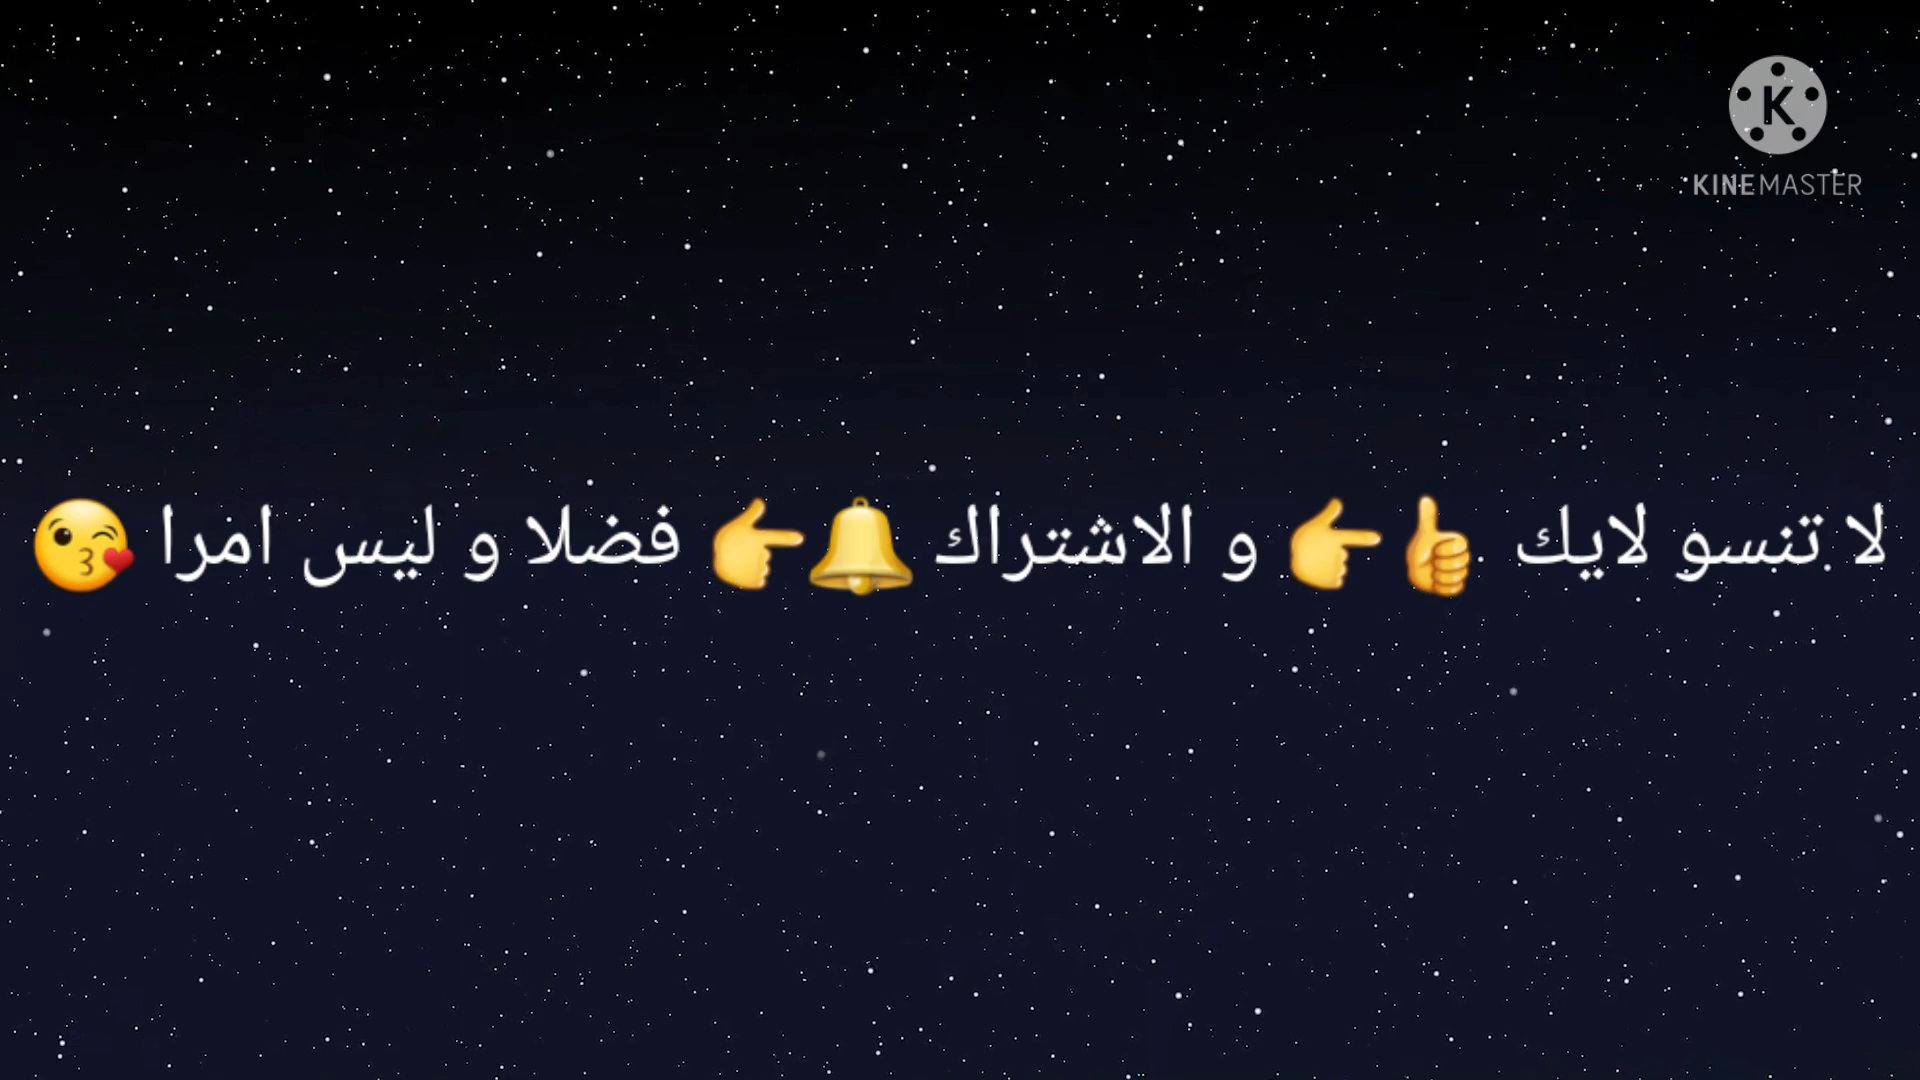 K
KINEMASTER
لا تنسو لايك 👍👉 و الاشتراك 🔔👉 فضلا و ليس امرا 😘